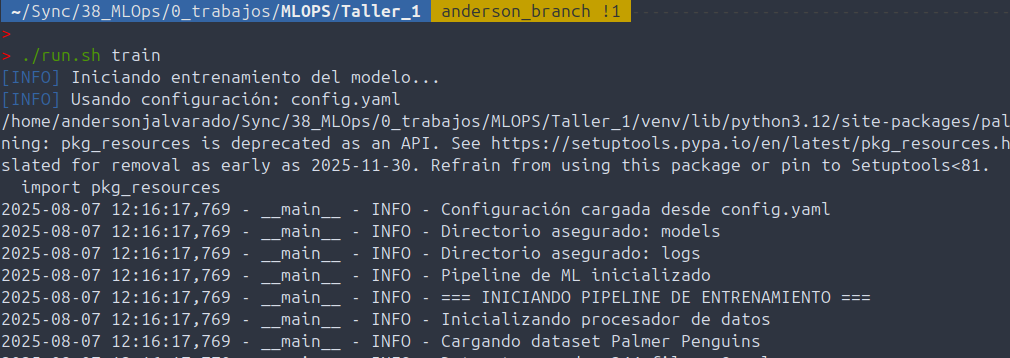 ~/Sync/38_MLOps/0_trabajos/MLOPS/Taller_1 anderson_branch !1
>
> ./run.sh train
[INFO] Iniciando entrenamiento del modelo...
[INFO] Usando configuración: config.yaml
/home/andersonjalvarado/Sync/38_MLOps/0_trabajos/MLOPS/Taller_1/venv/lib/python3.12/site-packages/pal
ning: pkg_resources is deprecated as an API. See https://setuptools.pypa.io/en/latest/pkg_resources.h
slated for removal as early as 2025-11-30. Refrain from using this package or pin to Setuptools<81.
import pkg_resources
2025-08-07 12:16:17,769 - __main__ - INFO - Configuración cargada desde config.yaml
2025-08-07 12:16:17,769 - __main__ - INFO - Directorio asegurado: models
2025-08-07 12:16:17,769 - __main__ - INFO - Directorio asegurado: logs
2025-08-07 12:16:17,769 - __main__ - INFO - Pipeline de ML inicializado
2025-08-07 12:16:17,769 - __main__ - INFO - === INICIANDO PIPELINE DE ENTRENAMIENTO ===
2025-08-07 12:16:17,769 - __main__ - INFO - Inicializando procesador de datos
2025-08-07 12:16:17,769 - __main__ - INFO - Cargando dataset Palmer Penguins